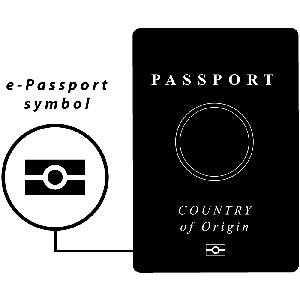 e-Passport
symbol
PASSPORT
COUNTRY
of Origin